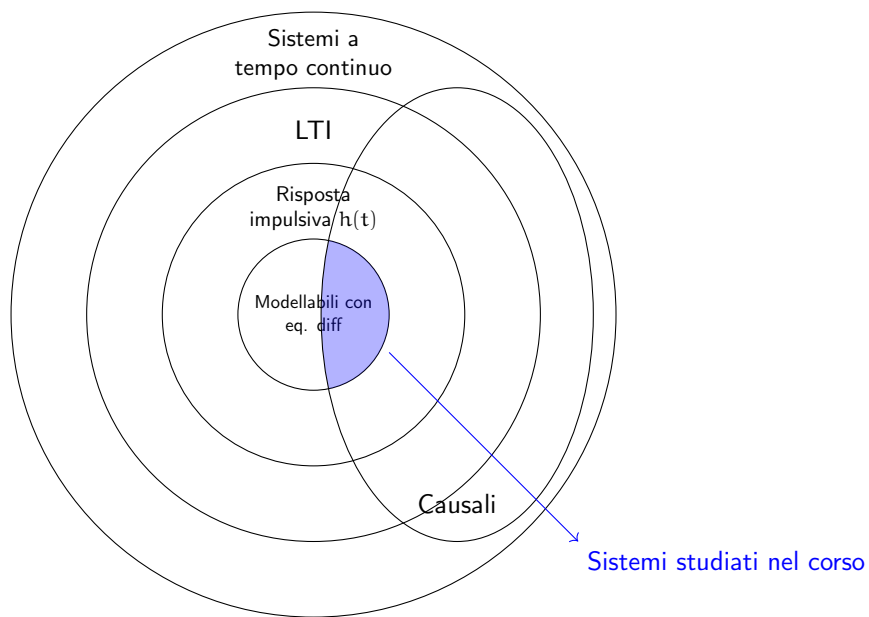 Sistemi a
tempo continuo
LTI
Risposta
impulsiva h(t)
Modellabili con
eq. diff
Causali
Sistemi studiati nel corso